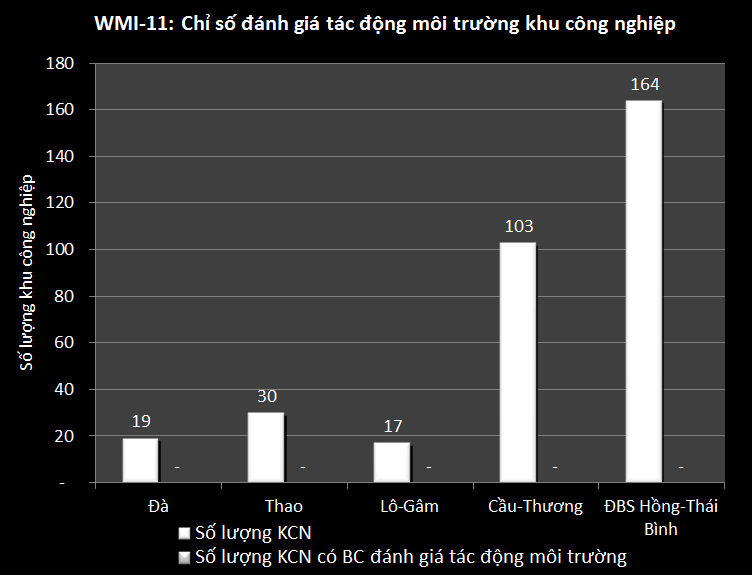 WMI-11: Chỉ số đánh giá tác động môi trường khu công nghiệp
Số lượng khu công nghiệp
180
160
140
120
100
80
60
40
20
-
19
-
30
-
17
-
103
-
164
-
Đà
Thao
Lô-Gâm
Cầu-Thương
ĐBS Hồng-Thái
Bình
Số lượng KCN
Số lượng KCN có BC đánh giá tác động môi trường